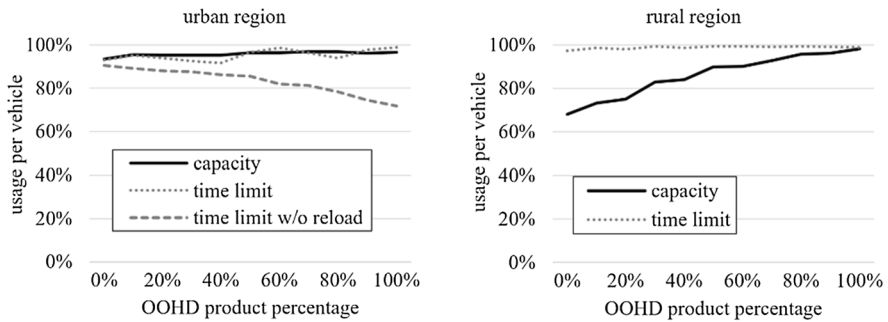 urban region
usage per vehicle
100%
80%
60%
40%
20%
0%
capacity
time limit
time limit w/o reload
0% 20% 40% 60% 80% 100%
OOHD product percentage
rural region
usage per vehicle
100%
80%
60%
40%
20%
0%
capacity
time limit
0% 20% 40% 60% 80% 100%
OOHD product percentage